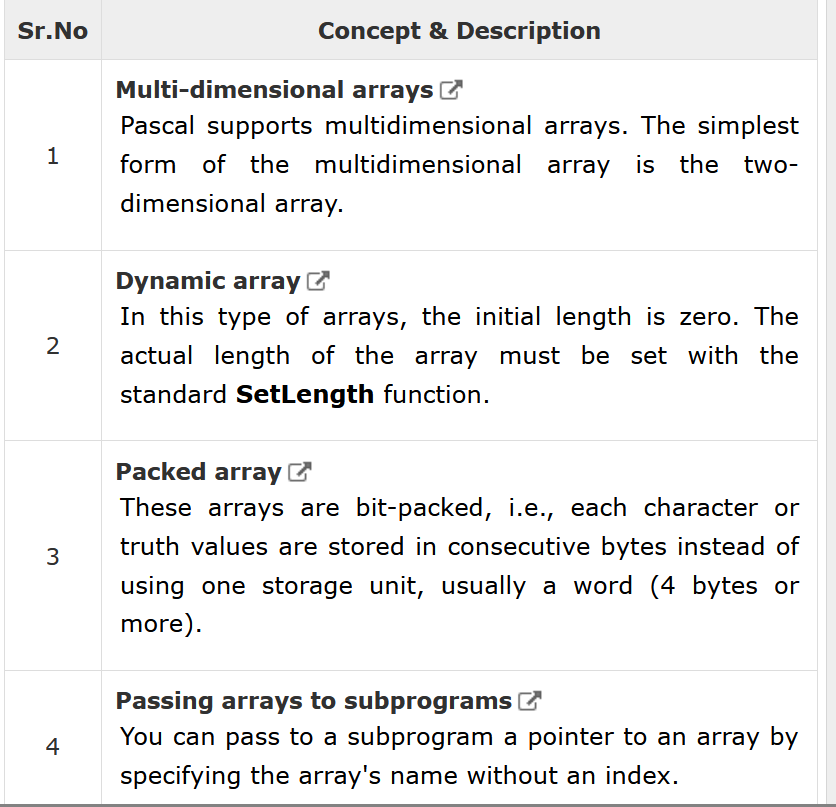 Sr.No Concept & Description
Multi-dimensional arrays
Pascal supports multidimensional arrays. The simplest
1
form of the multidimensional array is the two-
dimensional array.
Dynamic array
In this type of arrays, the initial length is zero. The
2
actual length of the array must be set with the
standard SetLength function.
Packed array
These arrays are bit-packed, i.e., each character or
truth values are stored in consecutive bytes instead of
3
using one storage unit, usually a word (4 bytes or
more).
Passing arrays to subprograms
You can pass to a subprogram a pointer to an array by
4
specifying the array's name without an index.